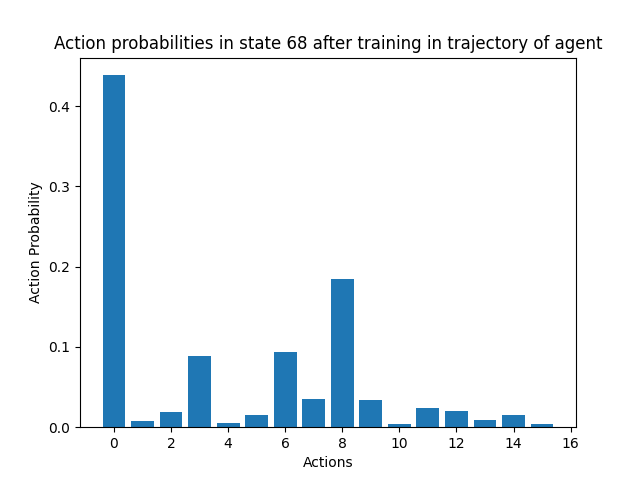 Action probabilities in state 68 after training in trajectory of agent
0.4
0.3
0.2
0.1
0.0
Action Probability
0 2 4 6 8 10 12 14 16
Actions